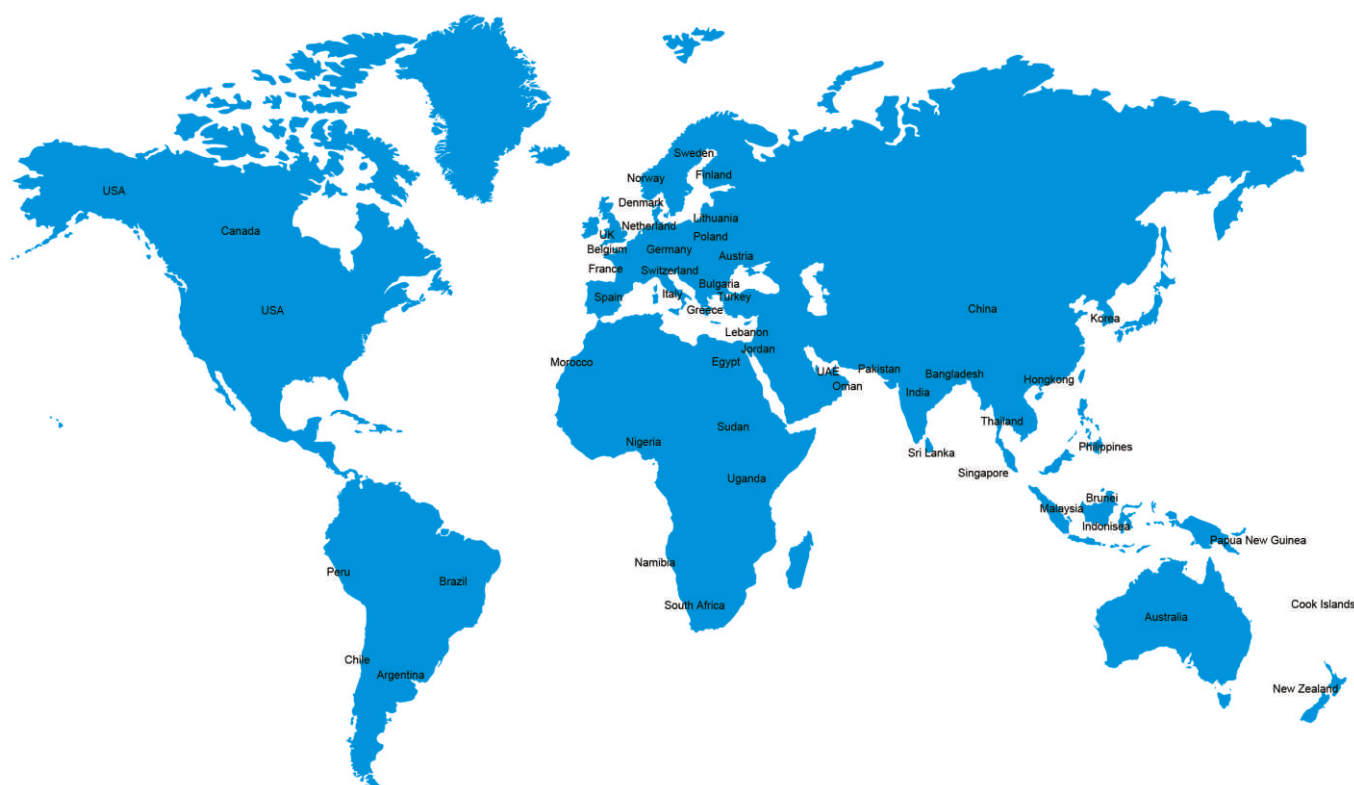 Sweden
Norway
Finland
USA
Denmark
Lithuania
Netherland
Canada
UK
Poland
Belgium
Germany
Austria
France
Switzerland
Bulgaria
Spain
Italy
Turkey
USA
Greece
China
Korea
Lebanon
Jordan
Morocco
Egypt
UAE
Pakistan
Bangladesh
Hongkong
Oman
India
Thailand
Sudan
Nigeria
Philippines
Sri Lanka
Singapore
Uganda
Brunei
Malaysia
Indonisea
Papua New Guinea
Namibia
Peru
Brazil
South Africa
Cook Islands
Australia
Chile
Argentina
New Zealand